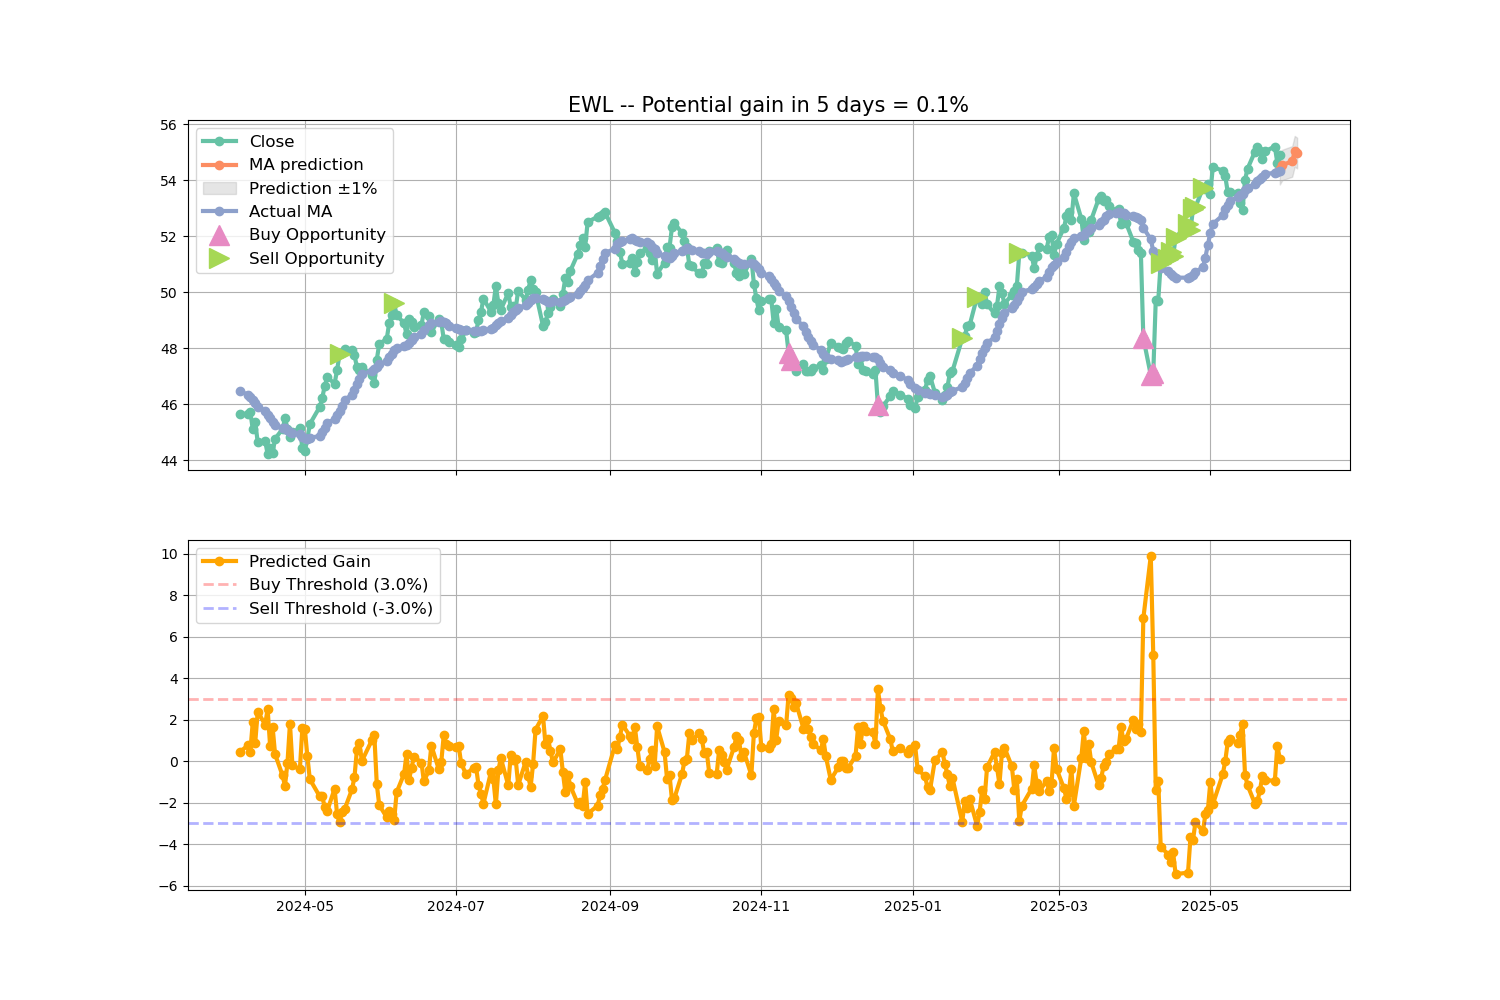 EWL -- Potential gain in 5 days = 0.1%
56
54
52
50
48
46
44
Close
MA prediction
Prediction ±1%
Actual MA
Buy Opportunity
Sell Opportunity
10
8
6
4
2
0
−2
−4
−6
Predicted Gain
Buy Threshold (3.0%)
Sell Threshold (-3.0%)
2024-05
2024-07
2024-09
2024-11
2025-01
2025-03
2025-05